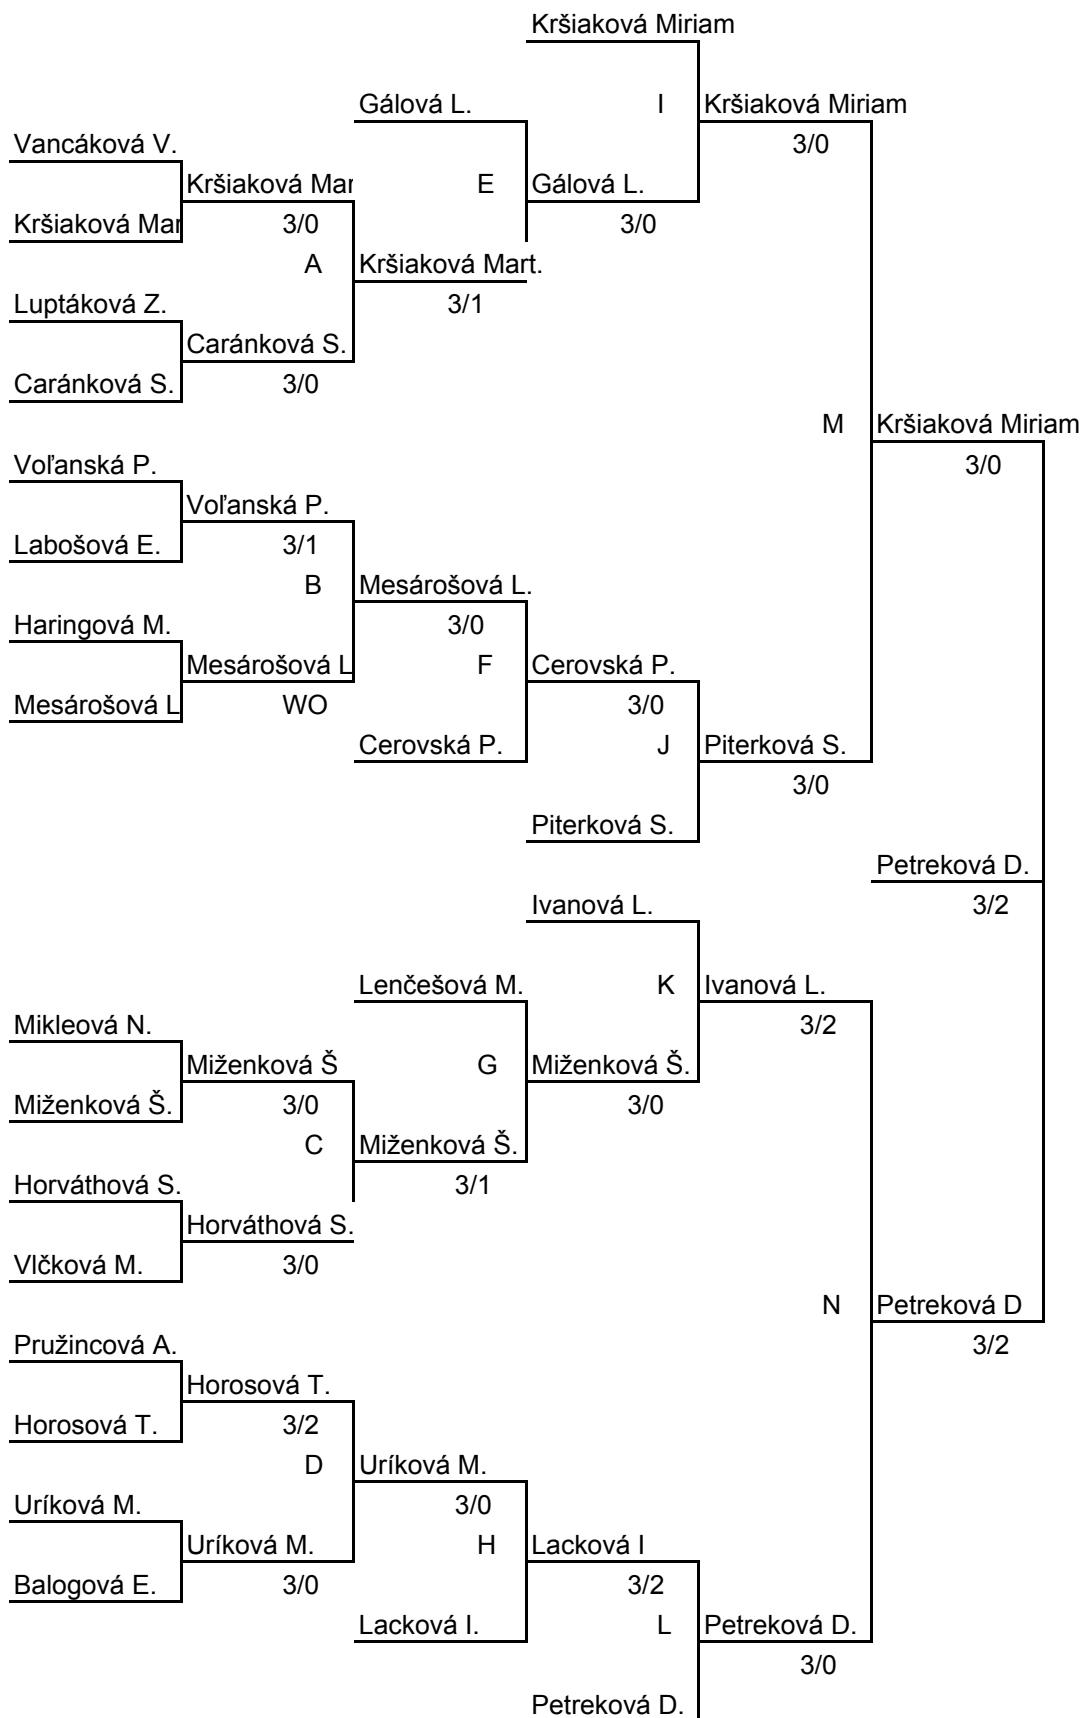 Kršiaková Miriam
Gálová L. I Kršiaková Miriam
Vancáková V. 3/0
Kršiaková Mar E Gálová L.
Kršiaková Mar 3/0 3/0
A Kršiaková Mart.
Luptáková Z. 3/1
Caránková S.
Caránková S. 3/0
M Kršiaková Miriam
Voľanská P. 3/0
Voľanská P.
Labošová E. 3/1
B Mesárošová L.
Haringová M. 3/0
Mesárošová L F Cerovská P.
Mesárošová L WO 3/0
Cerovská P. J Piterková S.
3/0
Piterková S.
Petreková D.
Ivanová L. 3/2
Lenčešová M. K Ivanová L.
Mikleová N. 3/2
Miženková Š G Miženková Š.
Miženková Š. 3/0 3/0
C Miženková Š.
Horváthová S. 3/1
Horváthová S.
Vlčková M. 3/0
N Petreková D
Pružincová A. 3/2
Horosová T.
Horosová T. 3/2
D Uríková M.
Uríková M. 3/0
Uríková M. H Lacková I
Balogová E. 3/0 3/2
Lacková I. L Petreková D.
3/0
Petreková D.